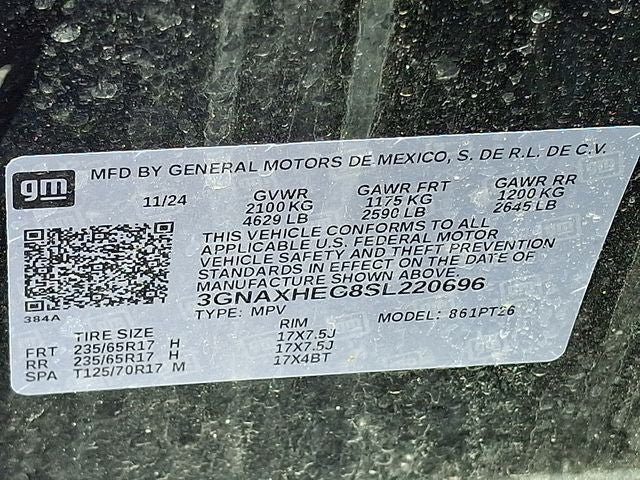 gm
MFD BY GENERAL MOTORS DE MEXICO, S. DE R.L. DE C.V.
11/24 GVWR GAWR FRT GAWR RR
2100 KG 1175 KG 1200 KG
4629 LB 2590 LB 2645 LB
THIS VEHICLE CONFORMS TO ALL
APPLICABLE U.S. FEDERAL MOTOR
VEHICLE SAFETY AND THEFT PREVENTION
STANDARDS IN EFFECT ON THE DATE OF
MANUFACTURE SHOWN ABOVE.
3GNAXHEG8SL220696
384A
TYPE: MPV MODEL: 861PT26
TIRE SIZE RIM
FRT 235/65R17 H 17X7.5J
RR 235/65R17 H 17X7.5J
SPA T125/70R17 M 17X4BT